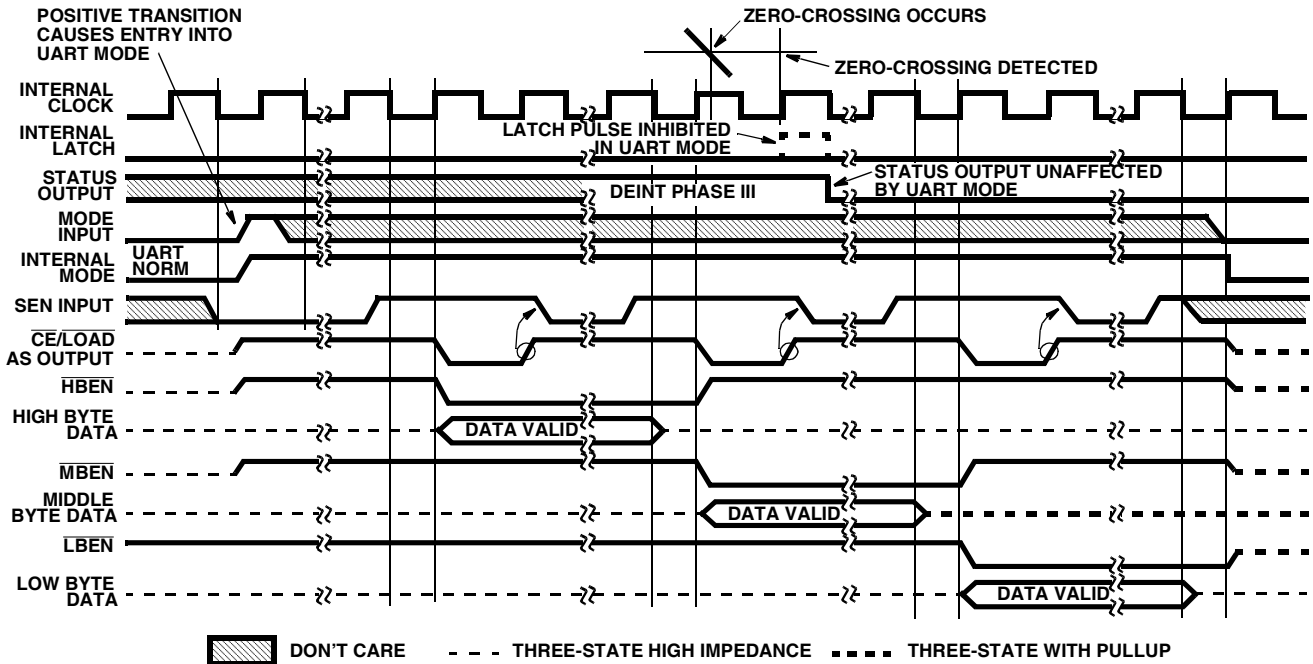 POSITIVE TRANSITION
CAUSES ENTRY INTO
UART MODE
ZERO-CROSSING OCCURS
ZERO-CROSSING DETECTED
INTERNAL
CLOCK
INTERNAL
LATCH
LATCH PULSE INHIBITED
IN UART MODE
STATUS
OUTPUT
DEINT PHASE III
STATUS OUTPUT UNAFFECTED
BY UART MODE
MODE
INPUT
INTERNAL
MODE
UART
NORM
SEN INPUT
CE/LOAD
AS OUTPUT
HBEN
HIGH BYTE
DATA
DATA VALID
MBEN
MIDDLE
BYTE DATA
DATA VALID
LBEN
LOW BYTE
DATA
DATA VALID
DON'T CARE
THREE-STATE HIGH IMPEDANCE
THREE-STATE WITH PULLUP